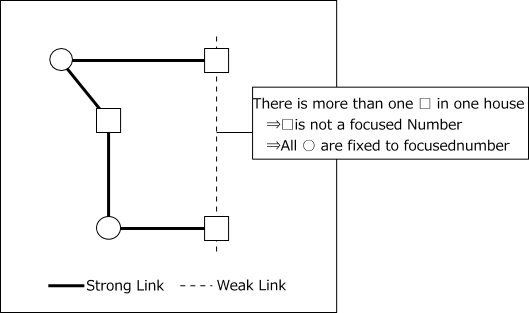 There is more than one □ in one house
⇒□is not a focused Number
⇒All ○ are fixed to focusednumber
Strong Link
Weak Link